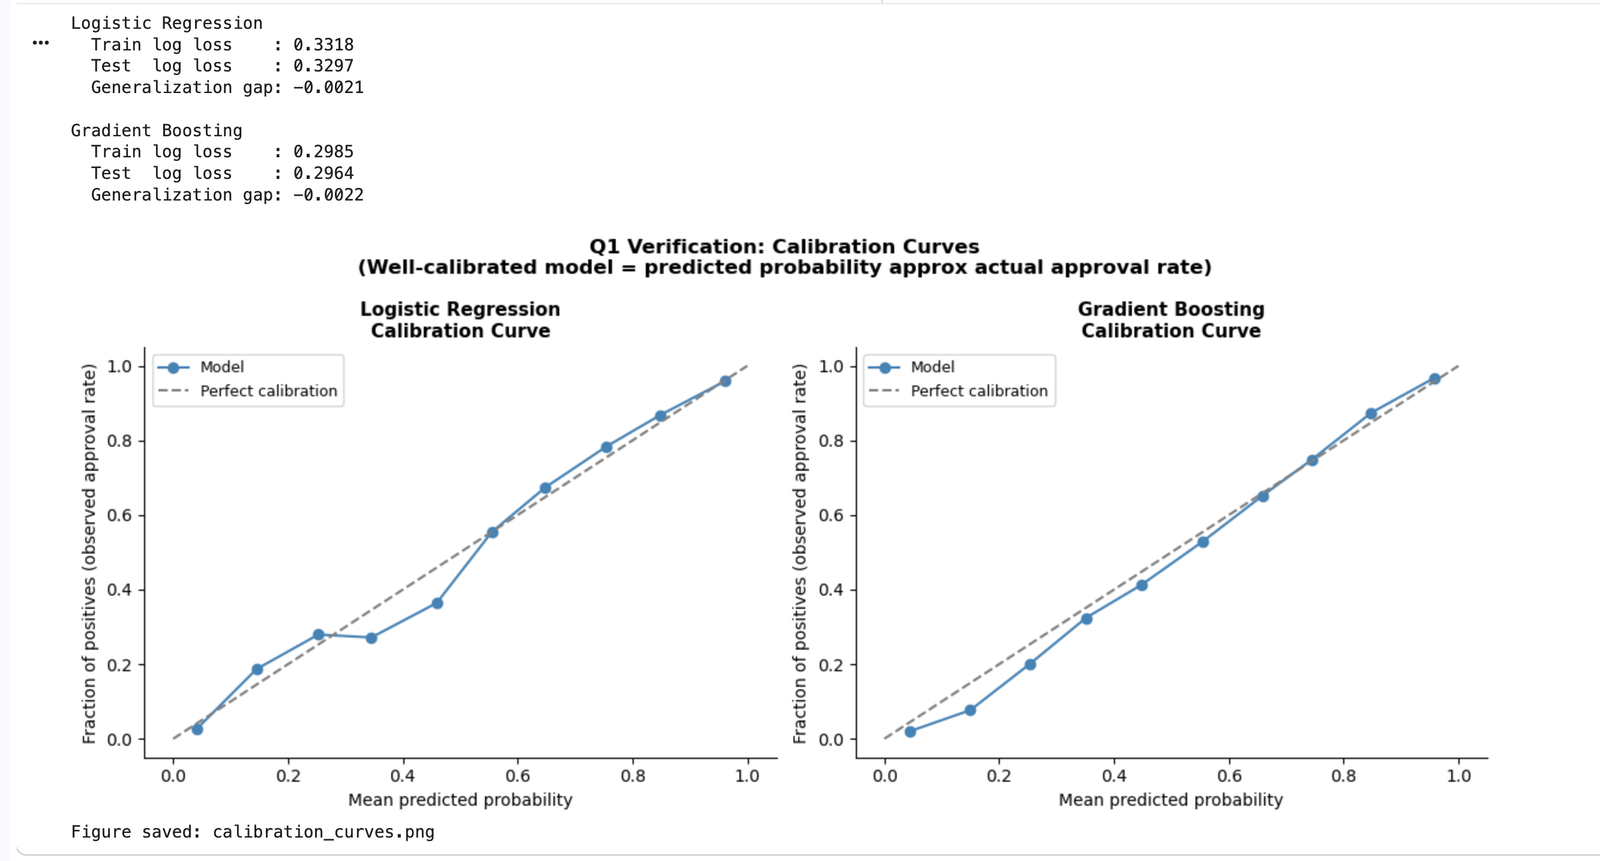 Logistic Regression
Train log loss    : 0.3318
Test  log loss    : 0.3297
Generalization gap: -0.0021
Gradient Boosting
Train log loss    : 0.2985
Test  log loss    : 0.2964
Generalization gap: -0.0022
Q1 Verification: Calibration Curves
(Well-calibrated model = predicted probability approx actual approval rate)
Logistic Regression
Calibration Curve
Model
Perfect calibration
Fraction of positives (observed approval rate)
1.0
0.8
0.6
0.4
0.2
0.0
0.0 0.2 0.4 0.6 0.8 1.0
Mean predicted probability
Gradient Boosting
Calibration Curve
Model
Perfect calibration
Fraction of positives (observed approval rate)
1.0
0.8
0.6
0.4
0.2
0.0
0.0 0.2 0.4 0.6 0.8 1.0
Mean predicted probability
Figure saved: calibration_curves.png